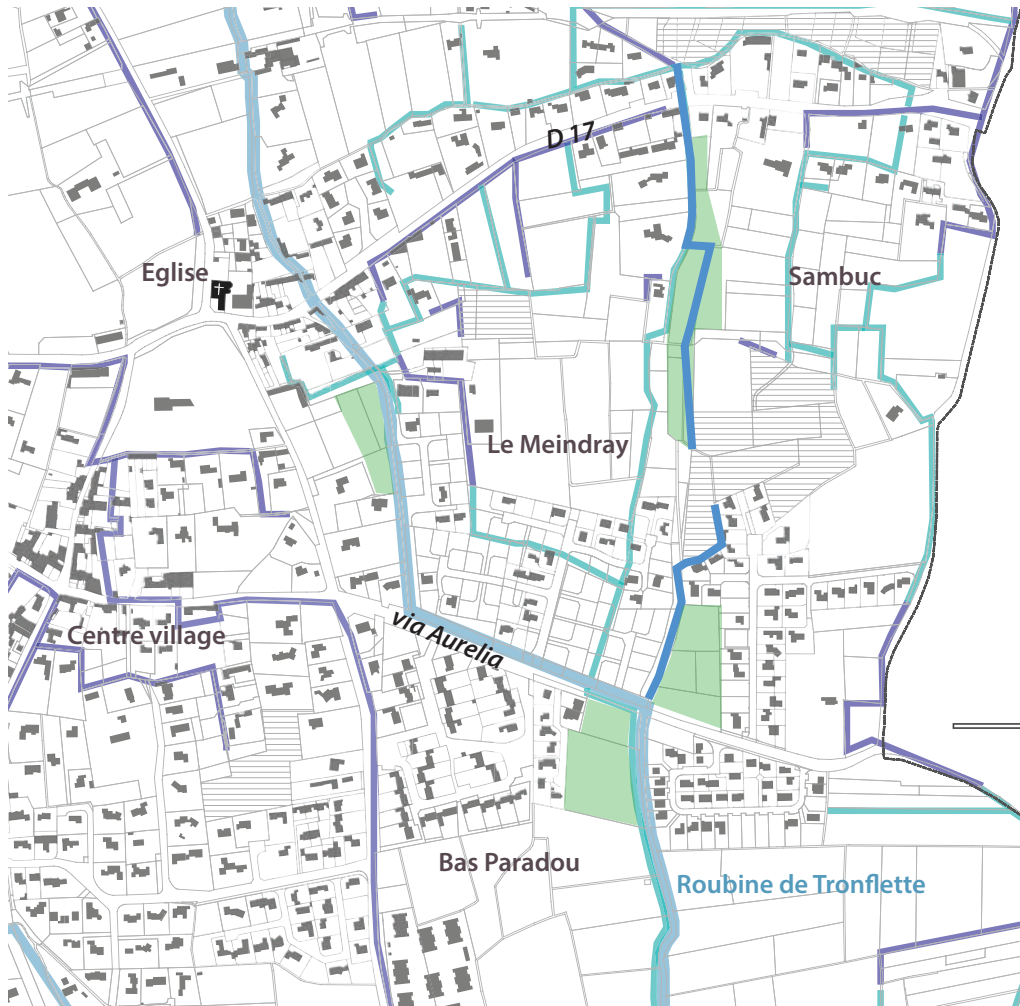 D 17
Eglise
Sambuc
Le Meindray
via Aurelia
Centre village
Bas Paradou
Roubine de Tronflette